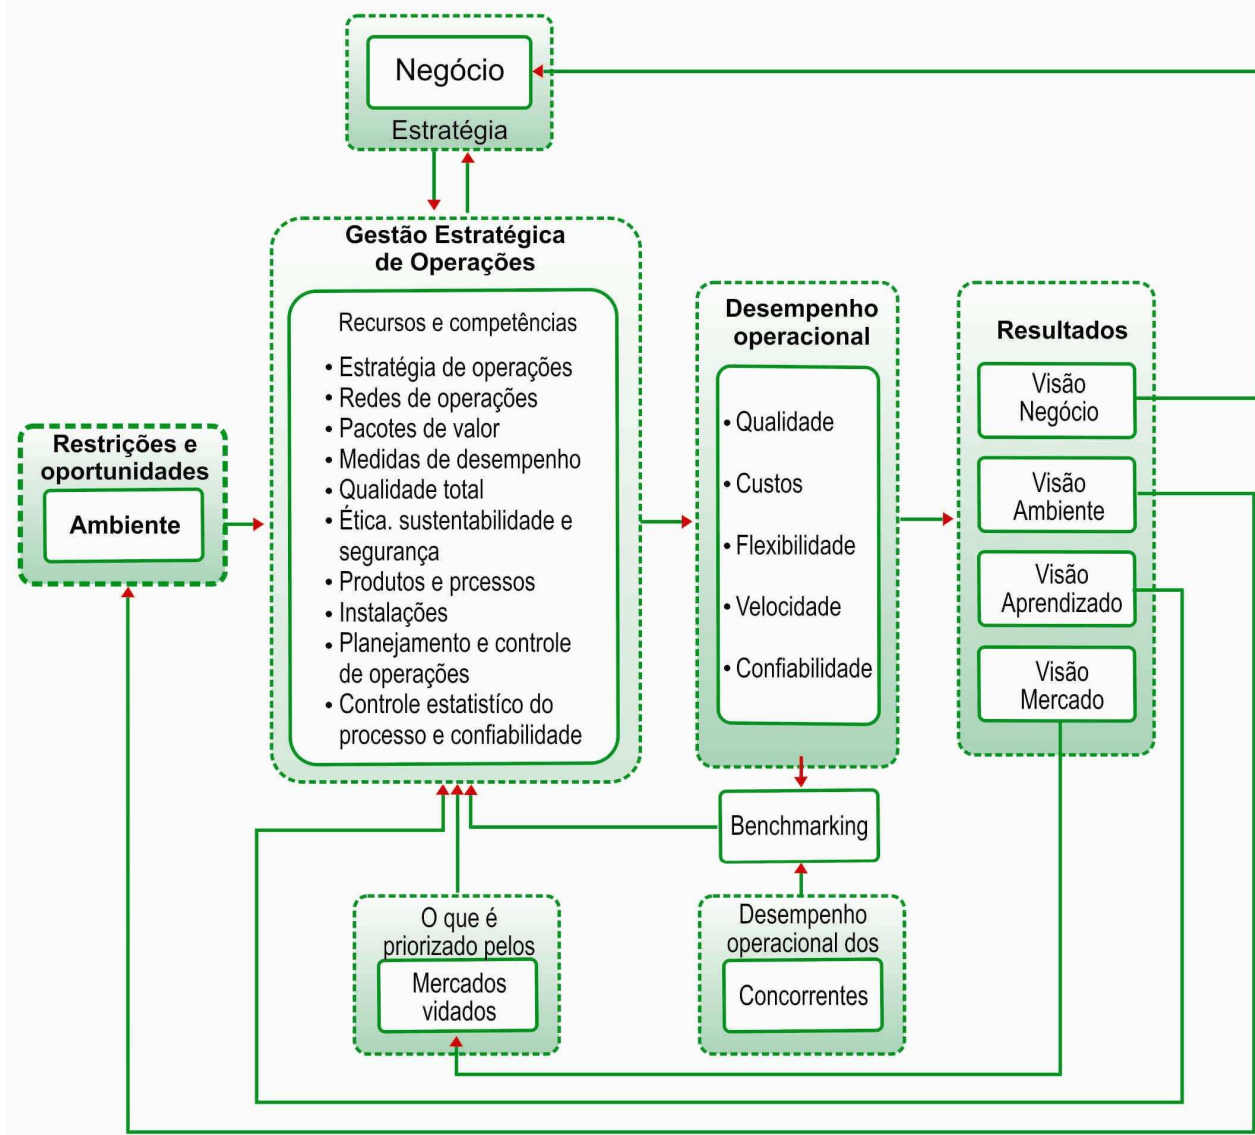 Negócio
Estratégia
Gestão Estratégica
de Operações
Recursos e competências
• Estratégia de operações
• Redes de operações
• Pacotes de valor
• Medidas de desempenho
• Qualidade total
• Ética. sustentabilidade e
segurança
• Produtos e prcessos
• Instalações
• Planejamento e controle
de operações
• Controle estatistíco do
processo e confiabilidade
Restrições e
oportunidades
Ambiente
Desempenho
operacional
• Qualidade
• Custos
• Flexibilidade
• Velocidade
• Confiabilidade
Resultados
Visão
Negócio
Visão
Ambiente
Visão
Aprendizado
Visão
Mercado
Benchmarking
O que é
priorizado pelos
Mercados
vidados
Desempenho
operacional dos
Concorrentes